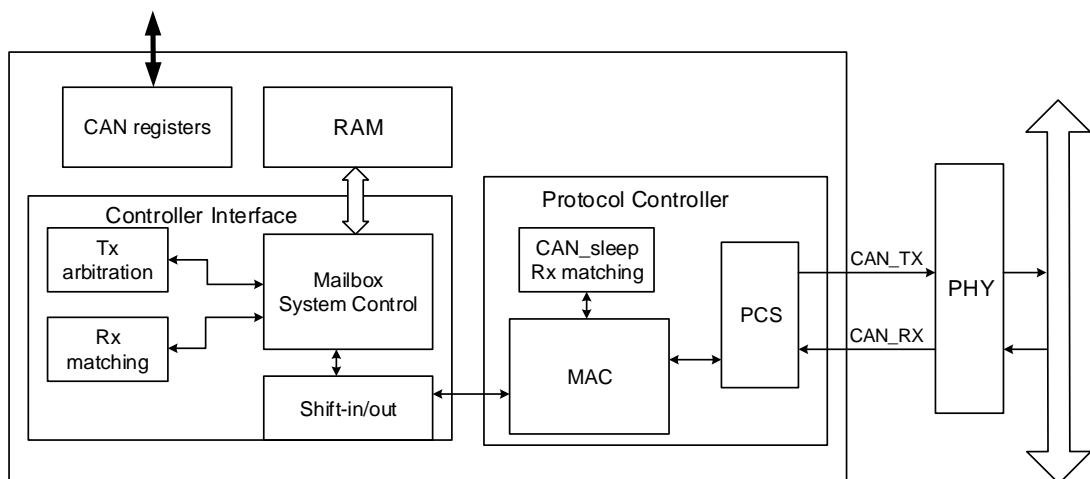 CAN registers
RAM
Controller Interface
Tx
arbitration
Rx
matching
Mailbox
System Control
Shift-in/out
Protocol Controller
CAN_sleep
Rx matching
MAC
PCS
CAN_TX
CAN_RX
PHY